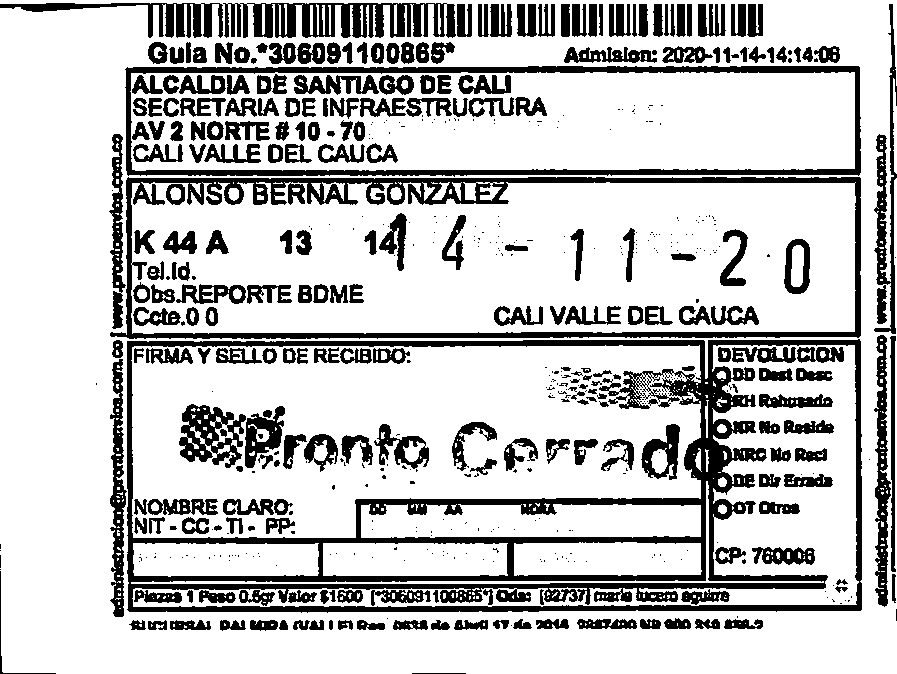 Guia No.*306091100865*
Admision: 2020-11-14-14:14:06
ALCALDIA DE SANTIAGO DE CALI
SECRETARIA DE INFRAESTRUCTURA
AV 2 NORTE # 10 - 70
CALI VALLE DEL CAUCA
ALONSO BERNAL GONZALEZ
K 44 A 13 14
14-11-20
Tel.Id.
Obs.REPORTE BDME
Ccte.0 0
CALI VALLE DEL CAUCA
FIRMA Y SELLO DE RECIBIDO:
Pronto Cerrado
DEVOLUCION
DD Dest Desc
RH Rehusado
NR No Reside
NRC No Recl
DE Dir Errada
OT Otros
NOMBRE CLARO:
NIT - CC - TI - PP:
DD MM AA HORA
CP: 760006
Piezas 1 Peso 0.5gr Valor $1600 [*306091100865*] Ods: [92737] maria lucero aguirre
www.prontoenvios.com.co
administracion@prontoenvios.com.co
www.prontoenvios.com.co
administracion@prontoenvios.com.co